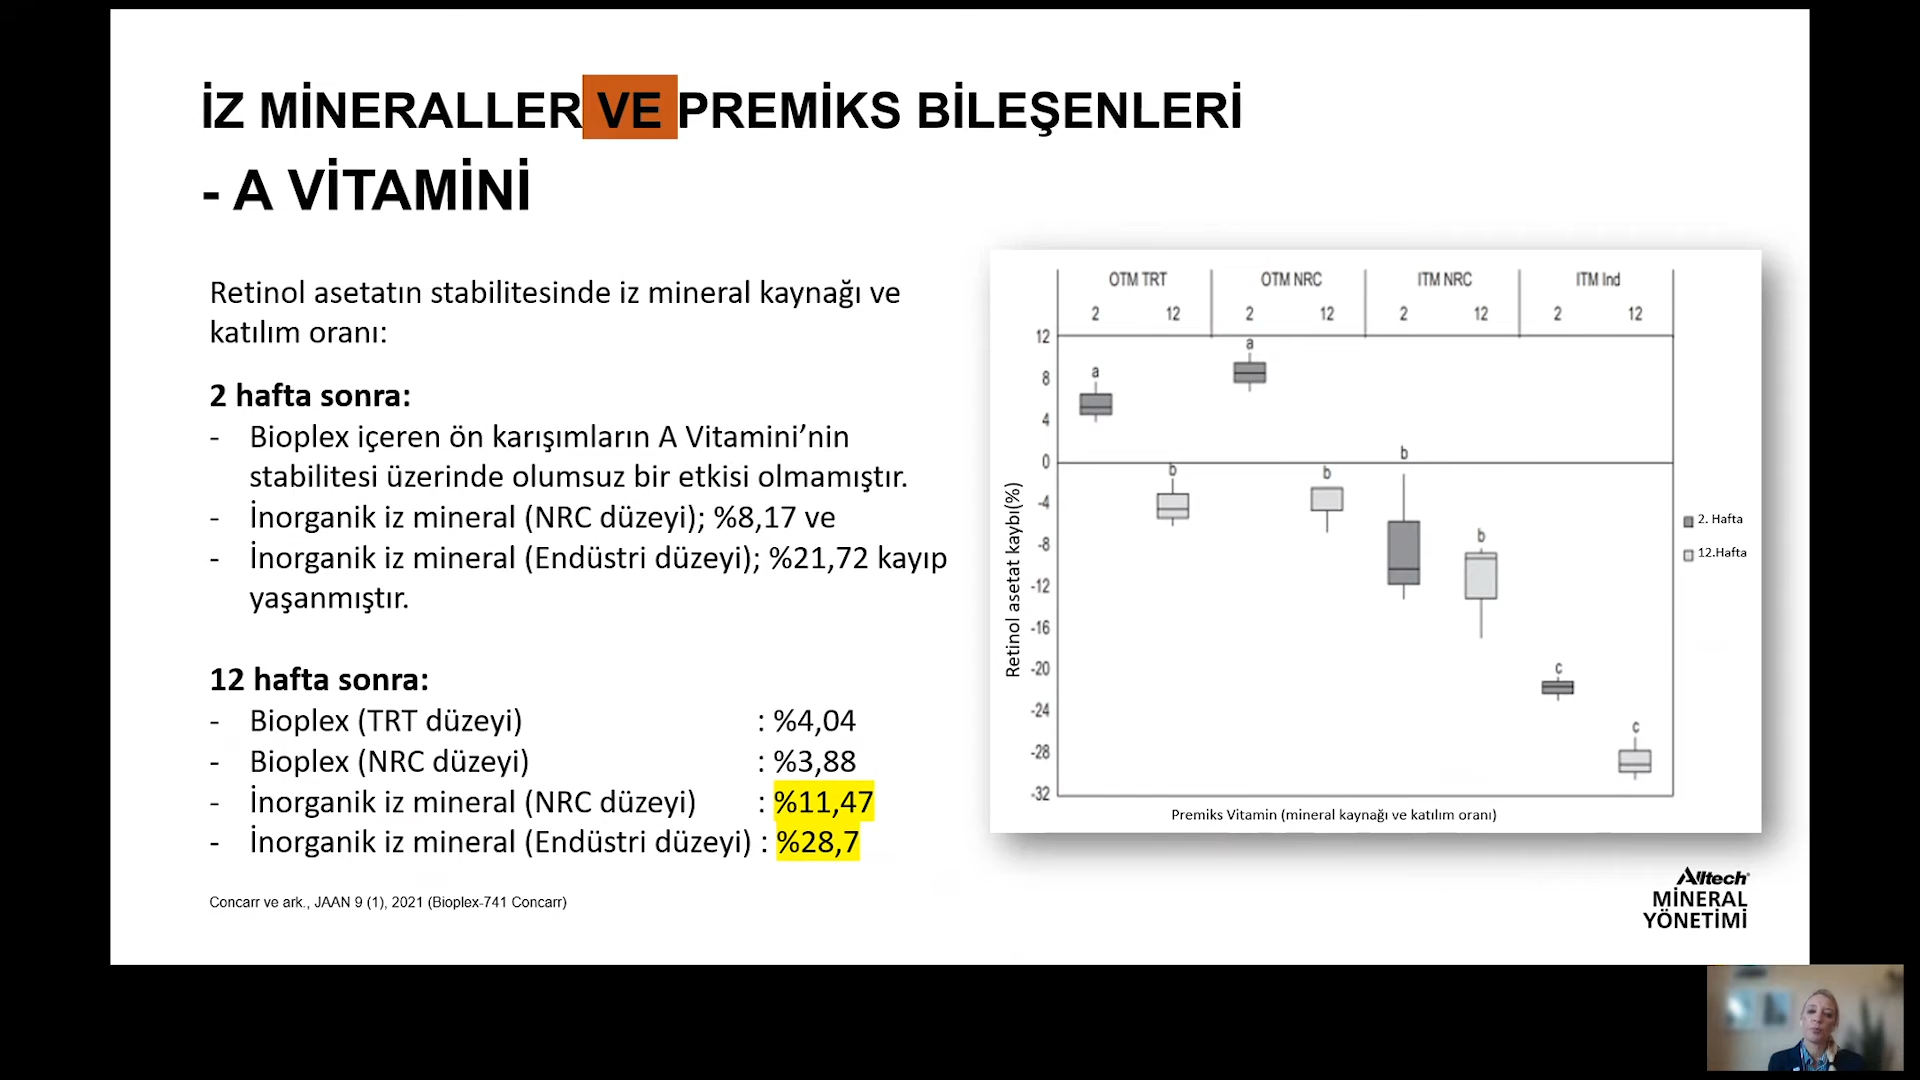 İZ MİNERALLER VE PREMİKS BİLEŞENLERİ
- A VİTAMİNİ
Retinol asetatın stabilitesinde iz mineral kaynağı ve
katılım oranı:
2 hafta sonra:
- Bioplex içeren ön karışımların A Vitamini’nin
stabilitesi üzerinde olumsuz bir etkisi olmamıştır.
- İnorganik iz mineral (NRC düzeyi); %8,17 ve
- İnorganik iz mineral (Endüstri düzeyi); %21,72 kayıp
yaşanmıştır.
12 hafta sonra:
- Bioplex (TRT düzeyi) : %4,04
- Bioplex (NRC düzeyi) : %3,88
- İnorganik iz mineral (NRC düzeyi) : %11,47
- İnorganik iz mineral (Endüstri düzeyi) : %28,7
Concarr ve ark., JAAN 9 (1), 2021 (Bioplex-741 Concarr)
OTM TRT OTM NRC ITM NRC ITM Ind
2 12 2 12 2 12 2 12
12
8
4
0
-4
-8
-12
-16
-20
-24
-28
-32
a
a
b
b
b
b
c
c
Retinol asetat kaybı(%)
Premiks Vitamin (mineral kaynağı ve katılım oranı)
2. Hafta
12.Hafta
Alltech
MİNERAL
YÖNETİMİ